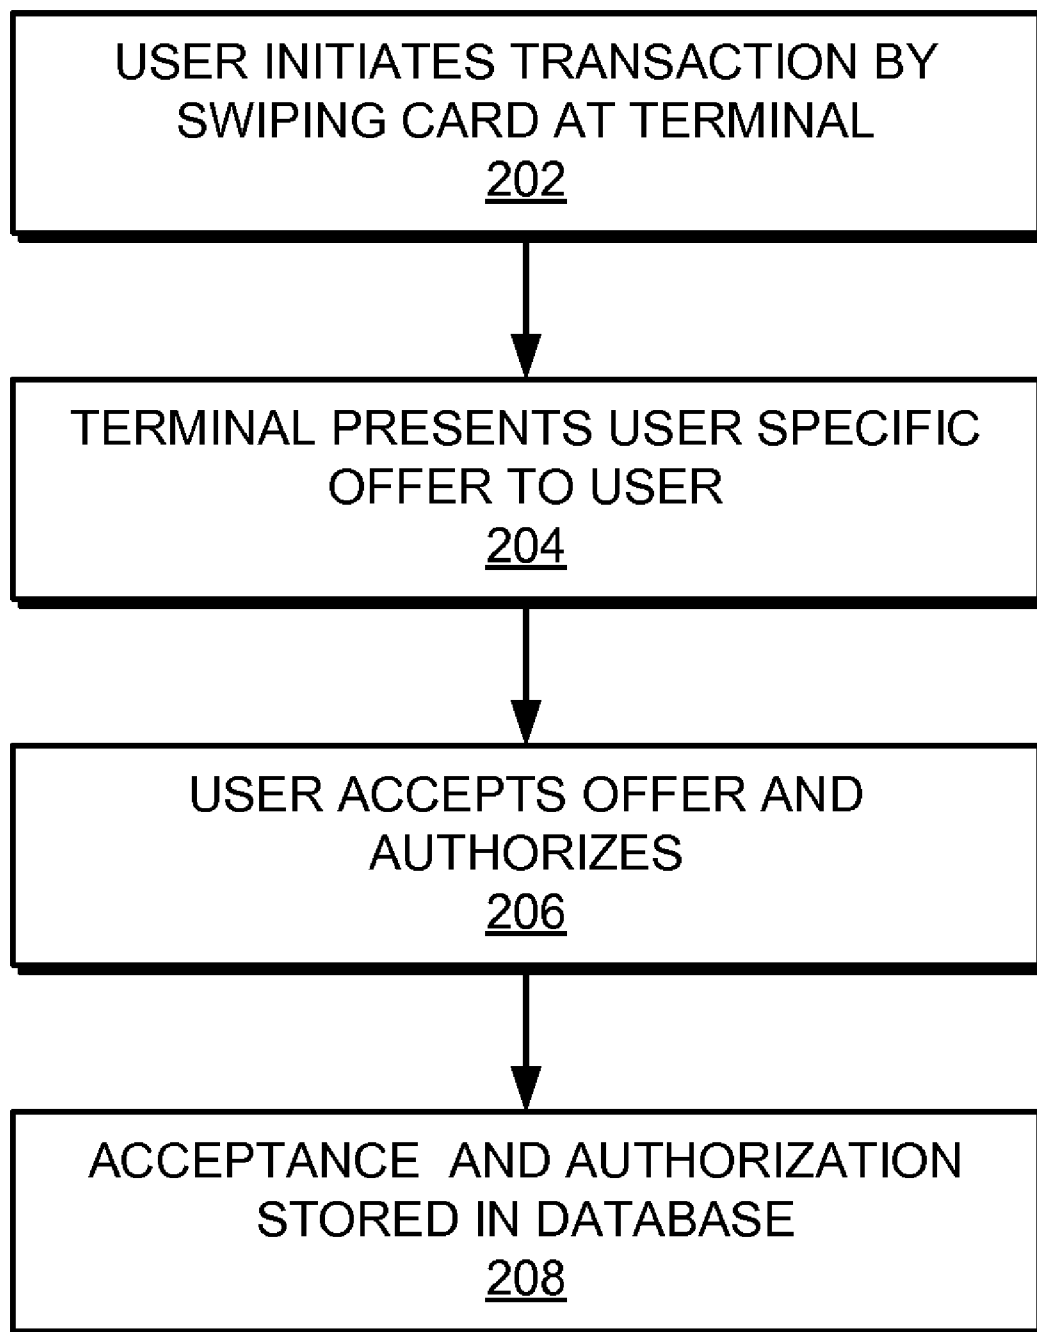 USER INITIATES TRANSACTION BY
SWIPING CARD AT TERMINAL
202
TERMINAL PRESENTS USER SPECIFIC
OFFER TO USER
204
USER ACCEPTS OFFER AND
AUTHORIZES
206
ACCEPTANCE AND AUTHORIZATION
STORED IN DATABASE
208